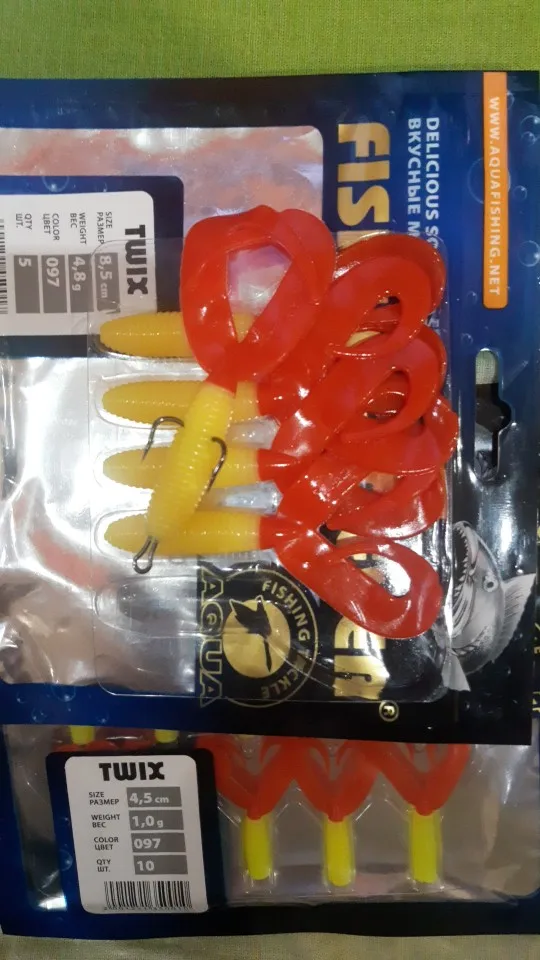 WWW.AQUAFISHING.NET
DELICIOUS
ВКУСНЫЕ
TWIX
SIZE
РАЗМЕР
8,5 cm
WEIGHT
ВЕС
4,8 g
COLOR
ЦВЕТ
097
QTY
ШТ.
5
FISHING TACKLE
AQUA
®
TWIX
SIZE
РАЗМЕР
4,5 cm
WEIGHT
ВЕС
1,0 g
COLOR
ЦВЕТ
097
QTY
ШТ.
10